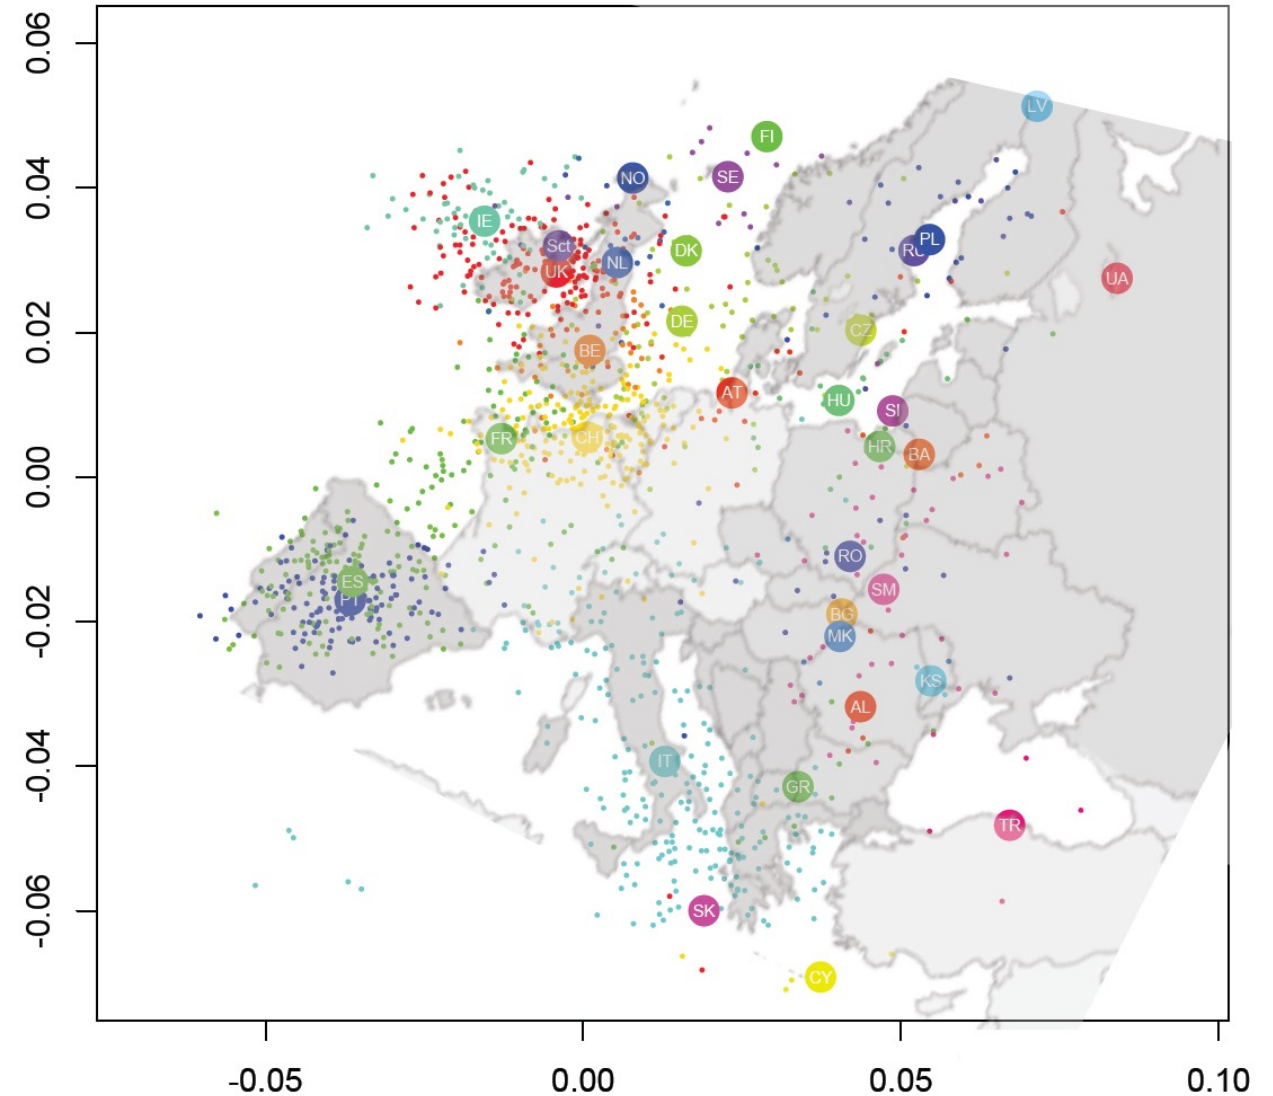 0.06
LV
FI
0.04
NO
SE
IE
Sct
DK
PL
RU
UK
NL
UA
0.02
DE
CZ
BE
AT
HU
SI
FR
CH
HR
BA
0.00
RO
ES
SM
PT
-0.02
BG
MK
KS
AL
-0.04
IT
GR
TR
-0.06
SK
CY
-0.05
0.00
0.05
0.10